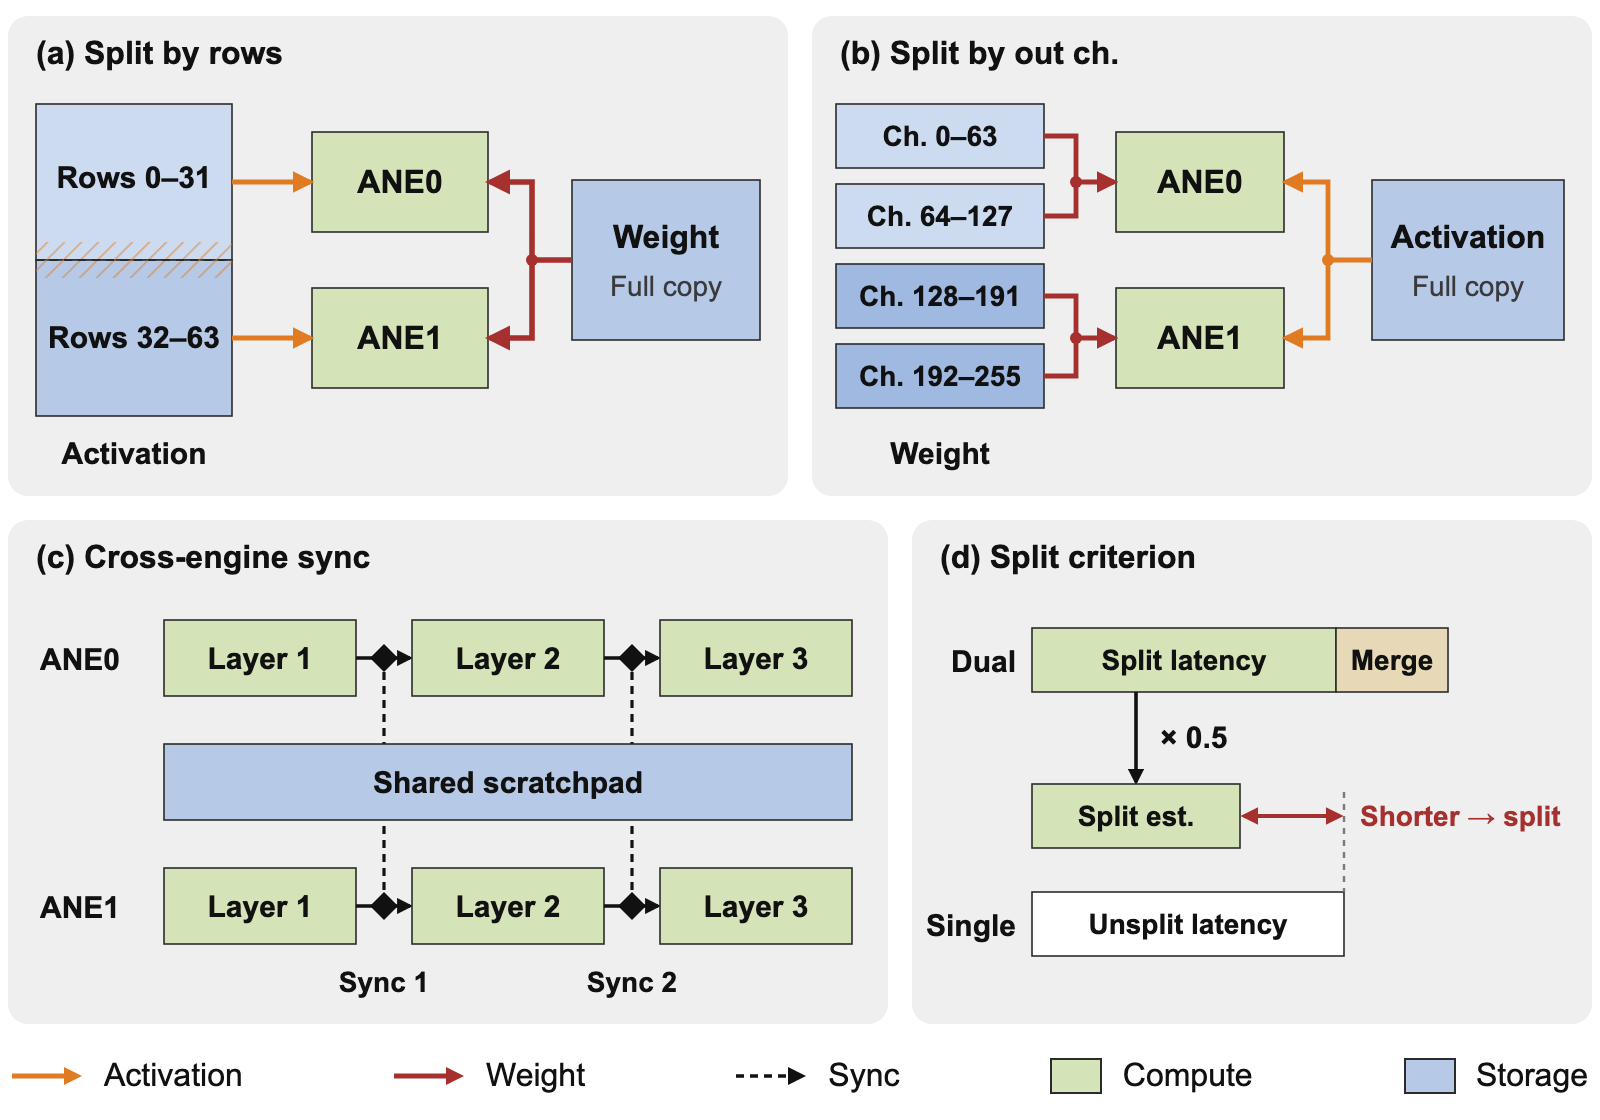 (a) Split by rows
Rows 0–31
Rows 32–63
Activation
ANE0
ANE1
Weight
Full copy
(b) Split by out ch.
Ch. 0–63
Ch. 64–127
Ch. 128–191
Ch. 192–255
Weight
ANE0
ANE1
Activation
Full copy
(c) Cross-engine sync
ANE0
Layer 1
Layer 2
Layer 3
Shared scratchpad
ANE1
Layer 1
Layer 2
Layer 3
Sync 1
Sync 2
(d) Split criterion
Dual
Split latency
Merge
× 0.5
Split est.
Shorter → split
Single
Unsplit latency
Activation
Weight
Sync
Compute
Storage